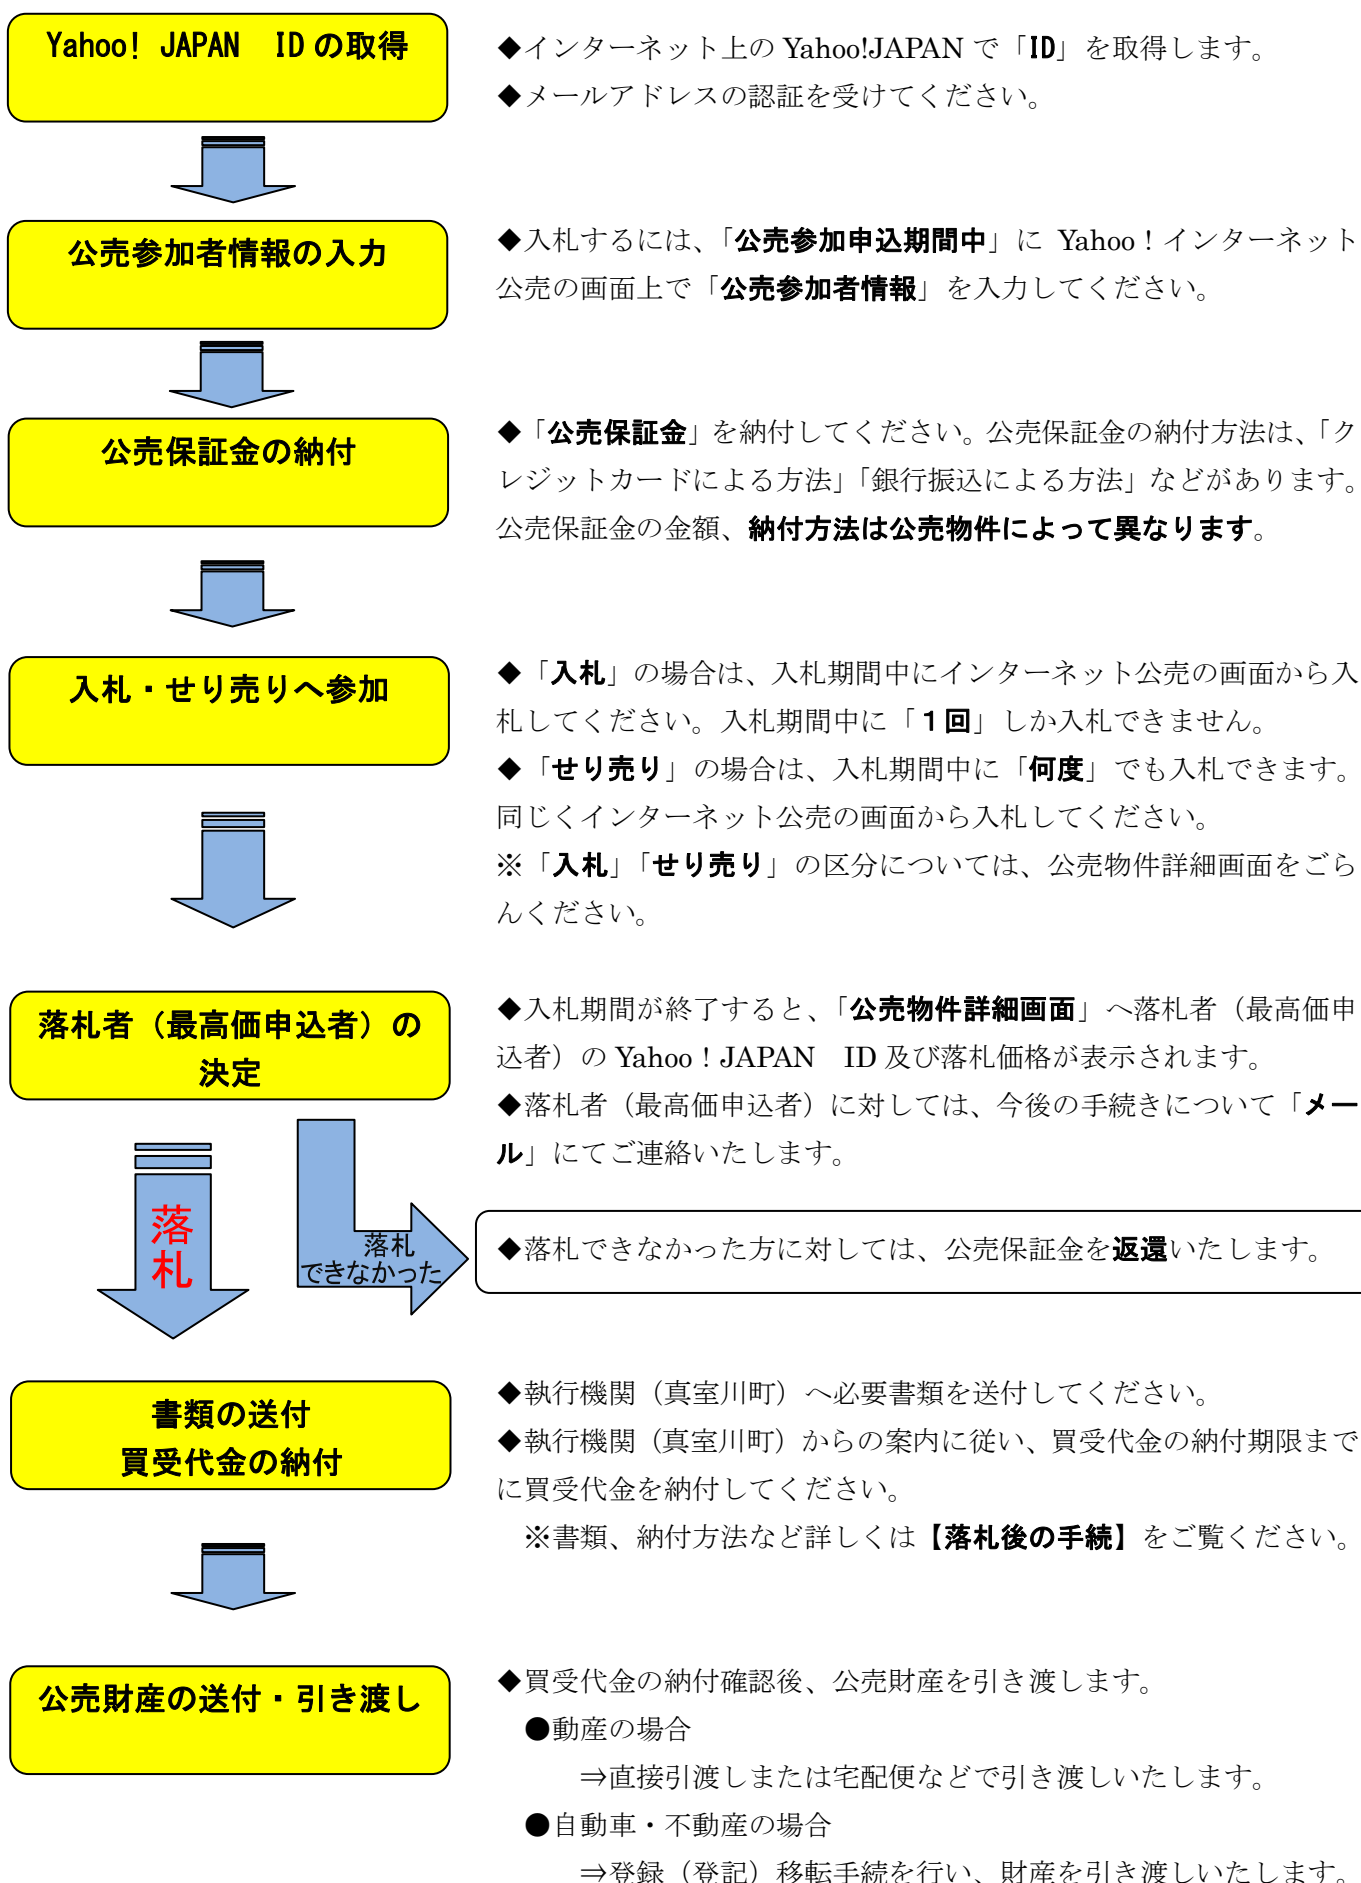 Yahoo! JAPAN　ID の取得
◆インターネット上の Yahoo!JAPAN で「ID」を取得します。
◆メールアドレスの認証を受けてください。
公売参加者情報の入力
◆入札するには、「公売参加申込期間中」に Yahoo！インターネット
公売の画面上で「公売参加者情報」を入力してください。
公売保証金の納付
◆「公売保証金」を納付してください。公売保証金の納付方法は、「ク
レジットカードによる方法」「銀行振込による方法」などがあります。
公売保証金の金額、納付方法は公売物件によって異なります。
入札・せり売りへ参加
◆「入札」の場合は、入札期間中にインターネット公売の画面から入
札してください。入札期間中に「１回」しか入札できません。
◆「せり売り」の場合は、入札期間中に「何度」でも入札できます。
同じくインターネット公売の画面から入札してください。
※「入札」「せり売り」の区分については、公売物件詳細画面をごら
んください。
落札者（最高価申込者）の
決定
◆入札期間が終了すると、「公売物件詳細画面」へ落札者（最高価申
込者）の Yahoo！JAPAN　ID 及び落札価格が表示されます。
◆落札者（最高価申込者）に対しては、今後の手続きについて「メー
ル」にてご連絡いたします。
落札
落札
できなかった
◆落札できなかった方に対しては、公売保証金を返還いたします。
書類の送付
買受代金の納付
◆執行機関（真室川町）へ必要書類を送付してください。
◆執行機関（真室川町）からの案内に従い、買受代金の納付期限まで
に買受代金を納付してください。
※書類、納付方法など詳しくは【落札後の手続】をご覧ください。
公売財産の送付・引き渡し
◆買受代金の納付確認後、公売財産を引き渡します。
●動産の場合
⇒直接引渡しまたは宅配便などで引き渡しいたします。
●自動車・不動産の場合
⇒登録（登記）移転手続を行い、財産を引き渡しいたします。